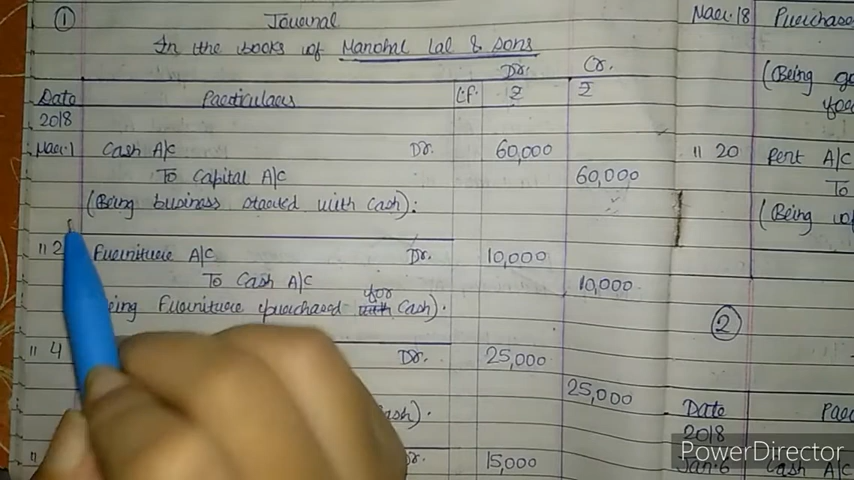 1
Journal
In the books of Manohar Lal & Sons
Date Particulars L.F. Dr. ₹ Cr. ₹
2018
Mar.1 Cash A/c Dr. 60,000
To Capital A/c 60,000
(Being business started with cash).
" 2 Furniture A/c Dr. 10,000
To Cash A/c 10,000
Being Furniture purchased for cash).
" 4 Dr. 25,000
25,000
cash).
" Dr. 15,000
Mar.18 Purchase
(Being go
" 20 Rent A/c
To
(Being
2
Date
2018
Jan.6 Cash A/c
PowerDirector